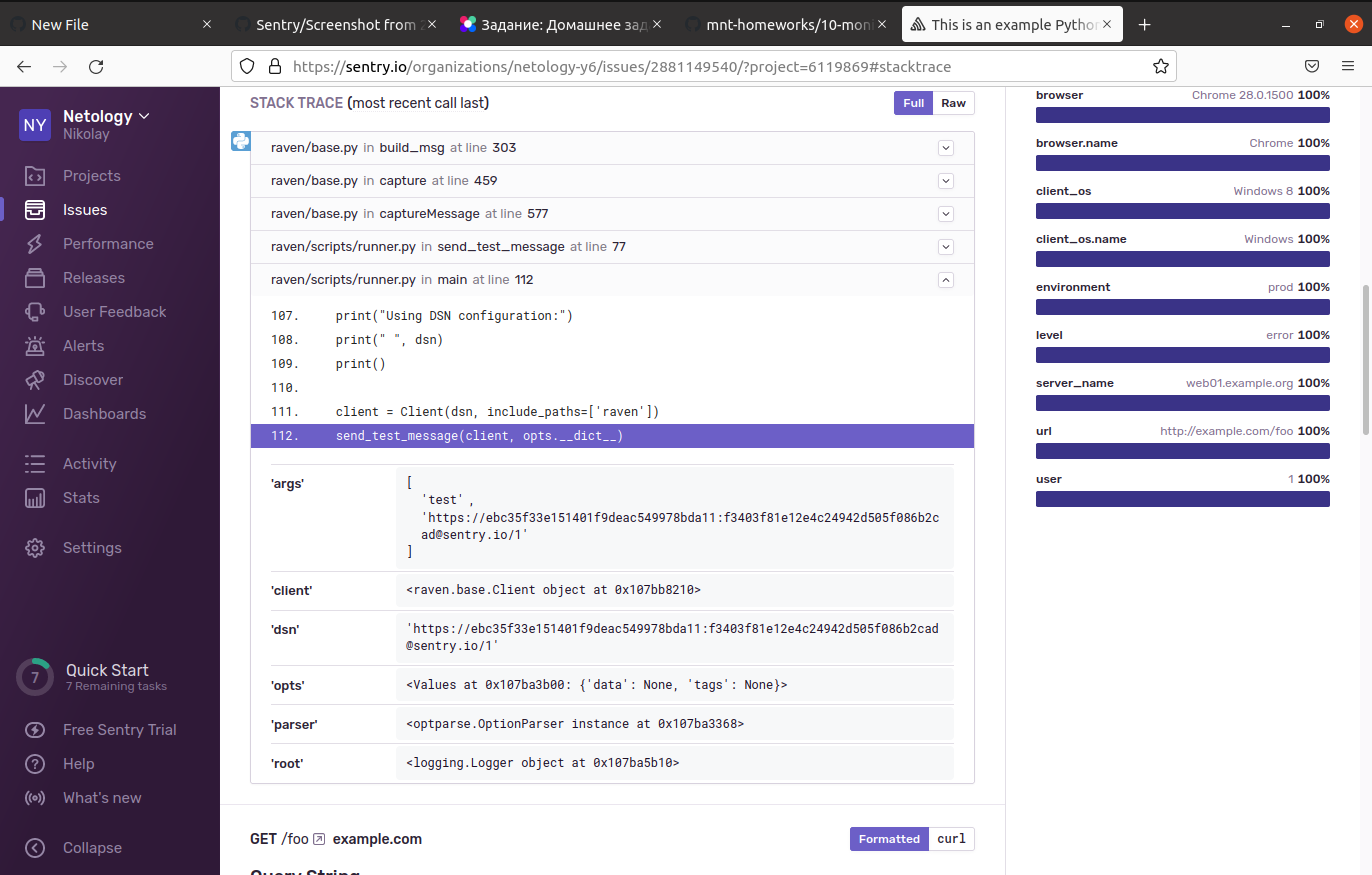 New File
Sentry/Screenshot from 2
Задание: Домашнее зад
mnt-homeworks/10-moni
This is an example Python
https://sentry.io/organizations/netology-y6/issues/2881149540/?project=6119869#stacktrace
NY
Netology
Nikolay
Projects
Issues
Performance
Releases
User Feedback
Alerts
Discover
Dashboards
Activity
Stats
Settings
7
Quick Start
7 Remaining tasks
Free Sentry Trial
Help
What's new
Collapse
STACK TRACE (most recent call last)
Full Raw
raven/base.py in build_msg at line 303
raven/base.py in capture at line 459
raven/base.py in captureMessage at line 577
raven/scripts/runner.py in send_test_message at line 77
raven/scripts/runner.py in main at line 112
107. print("Using DSN configuration:")
108. print(" ", dsn)
109. print()
110.
111. client = Client(dsn, include_paths=['raven'])
112. send_test_message(client, opts.__dict__)
'args'
[
'test' ,
'https://ebc35f33e151401f9deac549978bda11:f3403f81e12e4c24942d505f086b2c
ad@sentry.io/1'
]
'client' <raven.base.Client object at 0x107bb8210>
'dsn' 'https://ebc35f33e151401f9deac549978bda11:f3403f81e12e4c24942d505f086b2cad
@sentry.io/1'
'opts' <Values at 0x107ba3b00: {'data': None, 'tags': None}>
'parser' <optparse.OptionParser instance at 0x107ba3368>
'root' <logging.Logger object at 0x107ba5b10>
GET /foo example.com
Formatted curl
Query String
browser Chrome 28.0.1500 100%
browser.name Chrome 100%
client_os Windows 8 100%
client_os.name Windows 100%
environment prod 100%
level error 100%
server_name web01.example.org 100%
url http://example.com/foo 100%
user 1 100%